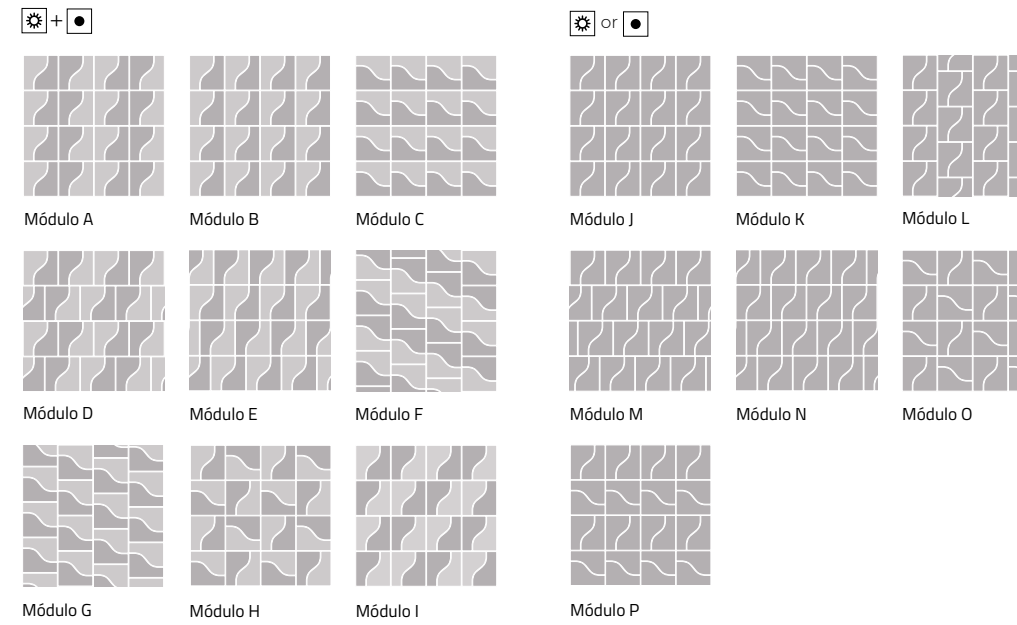 +
or
Módulo A
Módulo B
Módulo C
Módulo J
Módulo K
Módulo L
Módulo D
Módulo E
Módulo F
Módulo M
Módulo N
Módulo O
Módulo G
Módulo H
Módulo I
Módulo P